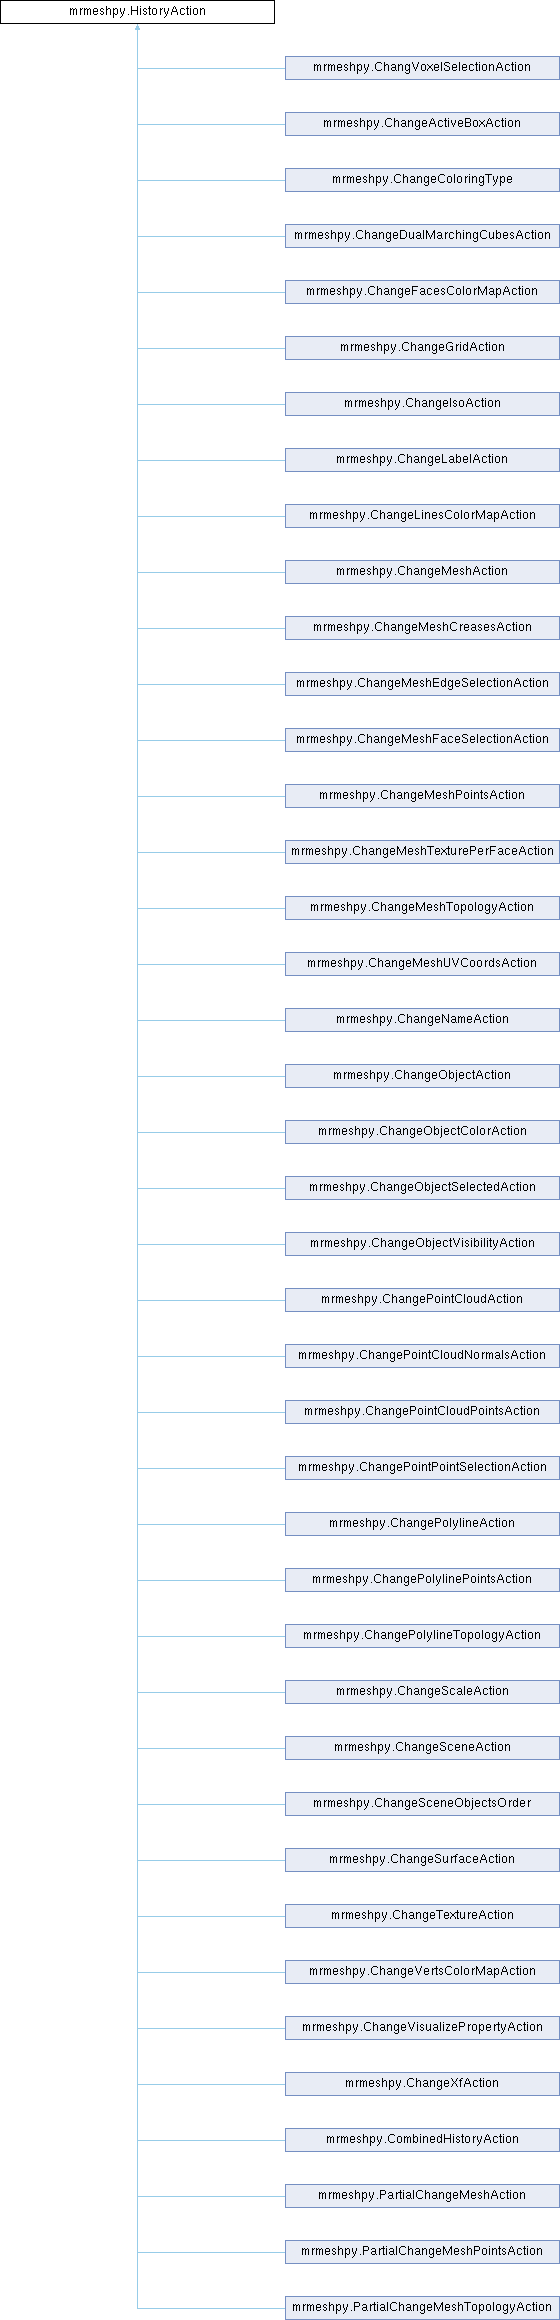 mrmeshpy.HistoryAction
mrmeshpy.ChangVoxelSelectionAction
mrmeshpy.ChangeActiveBoxAction
mrmeshpy.ChangeColoringType
mrmeshpy.ChangeDualMarchingCubesAction
mrmeshpy.ChangeFacesColorMapAction
mrmeshpy.ChangeGridAction
mrmeshpy.ChangeIsoAction
mrmeshpy.ChangeLabelAction
mrmeshpy.ChangeLinesColorMapAction
mrmeshpy.ChangeMeshAction
mrmeshpy.ChangeMeshCreasesAction
mrmeshpy.ChangeMeshEdgeSelectionAction
mrmeshpy.ChangeMeshFaceSelectionAction
mrmeshpy.ChangeMeshPointsAction
mrmeshpy.ChangeMeshTexturePerFaceAction
mrmeshpy.ChangeMeshTopologyAction
mrmeshpy.ChangeMeshUVCoordsAction
mrmeshpy.ChangeNameAction
mrmeshpy.ChangeObjectAction
mrmeshpy.ChangeObjectColorAction
mrmeshpy.ChangeObjectSelectedAction
mrmeshpy.ChangeObjectVisibilityAction
mrmeshpy.ChangePointCloudAction
mrmeshpy.ChangePointCloudNormalsAction
mrmeshpy.ChangePointCloudPointsAction
mrmeshpy.ChangePointPointSelectionAction
mrmeshpy.ChangePolylineAction
mrmeshpy.ChangePolylinePointsAction
mrmeshpy.ChangePolylineTopologyAction
mrmeshpy.ChangeScaleAction
mrmeshpy.ChangeSceneAction
mrmeshpy.ChangeSceneObjectsOrder
mrmeshpy.ChangeSurfaceAction
mrmeshpy.ChangeTextureAction
mrmeshpy.ChangeVertsColorMapAction
mrmeshpy.ChangeVisualizePropertyAction
mrmeshpy.ChangeXfAction
mrmeshpy.CombinedHistoryAction
mrmeshpy.PartialChangeMeshAction
mrmeshpy.PartialChangeMeshPointsAction
mrmeshpy.PartialChangeMeshTopologyAction